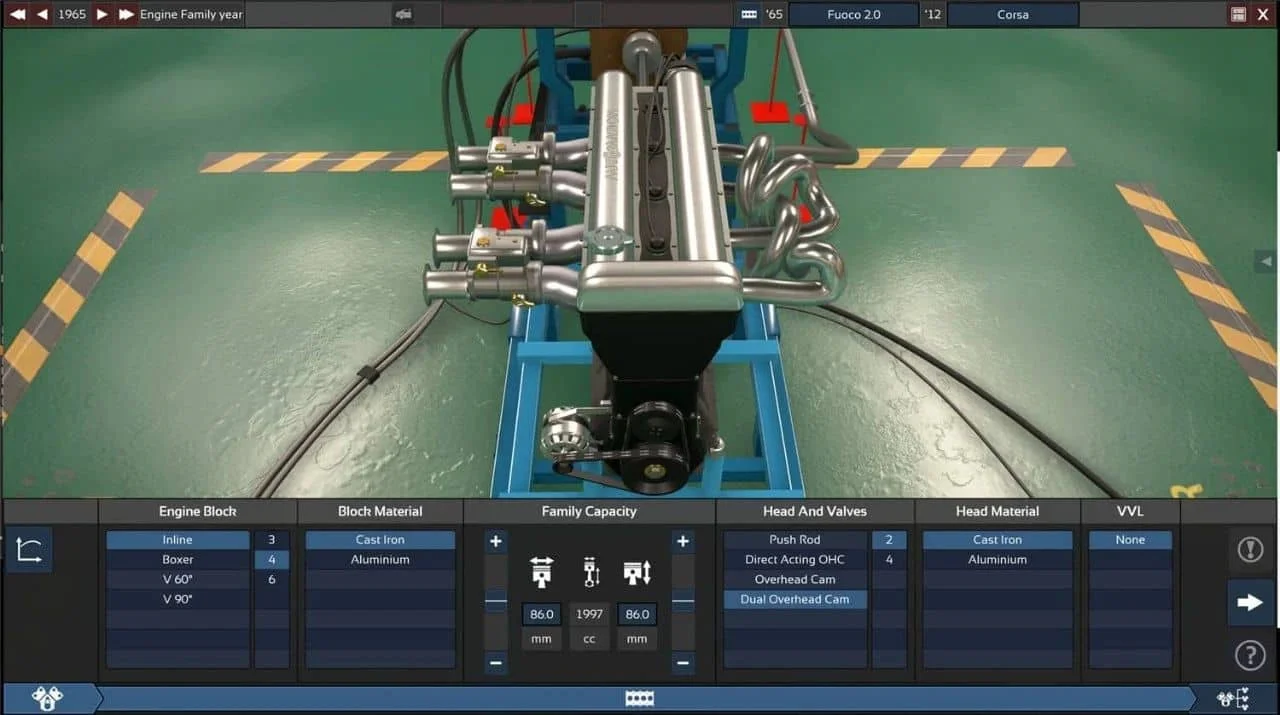 1965 Engine Family year '65 Fuoco 2.0 '12 Corsa
AUTOMATION
Engine Block Block Material Family Capacity Head And Valves Head Material VVL
Inline 3 Cast Iron Push Rod 2 Cast Iron None
Boxer 4 Aluminium Direct Acting OHC 4 Aluminium
V 60° 6 Overhead Cam
V 90° Dual Overhead Cam
86.0 1997 86.0
mm cc mm